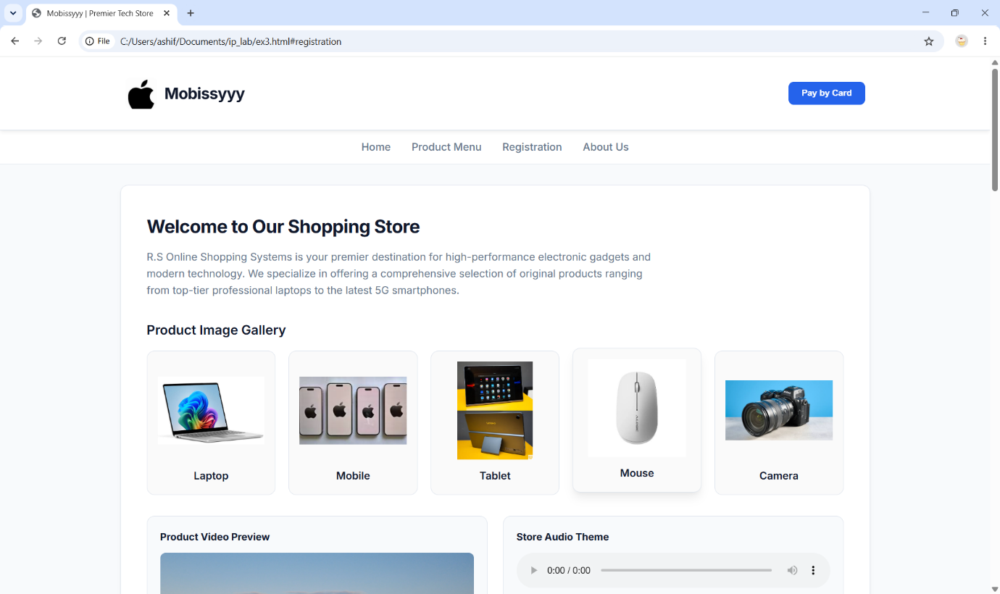 Mobissyyy | Premier Tech Store
File
C:/Users/ashif/Documents/ip_lab/ex3.html#registration
Mobissyyy
Pay by Card
Home
Product Menu
Registration
About Us
Welcome to Our Shopping Store
R.S Online Shopping Systems is your premier destination for high-performance electronic gadgets and
modern technology. We specialize in offering a comprehensive selection of original products ranging
from top-tier professional laptops to the latest 5G smartphones.
Product Image Gallery
Laptop
Mobile
Tablet
Mouse
Camera
Product Video Preview
Store Audio Theme
0:00 / 0:00